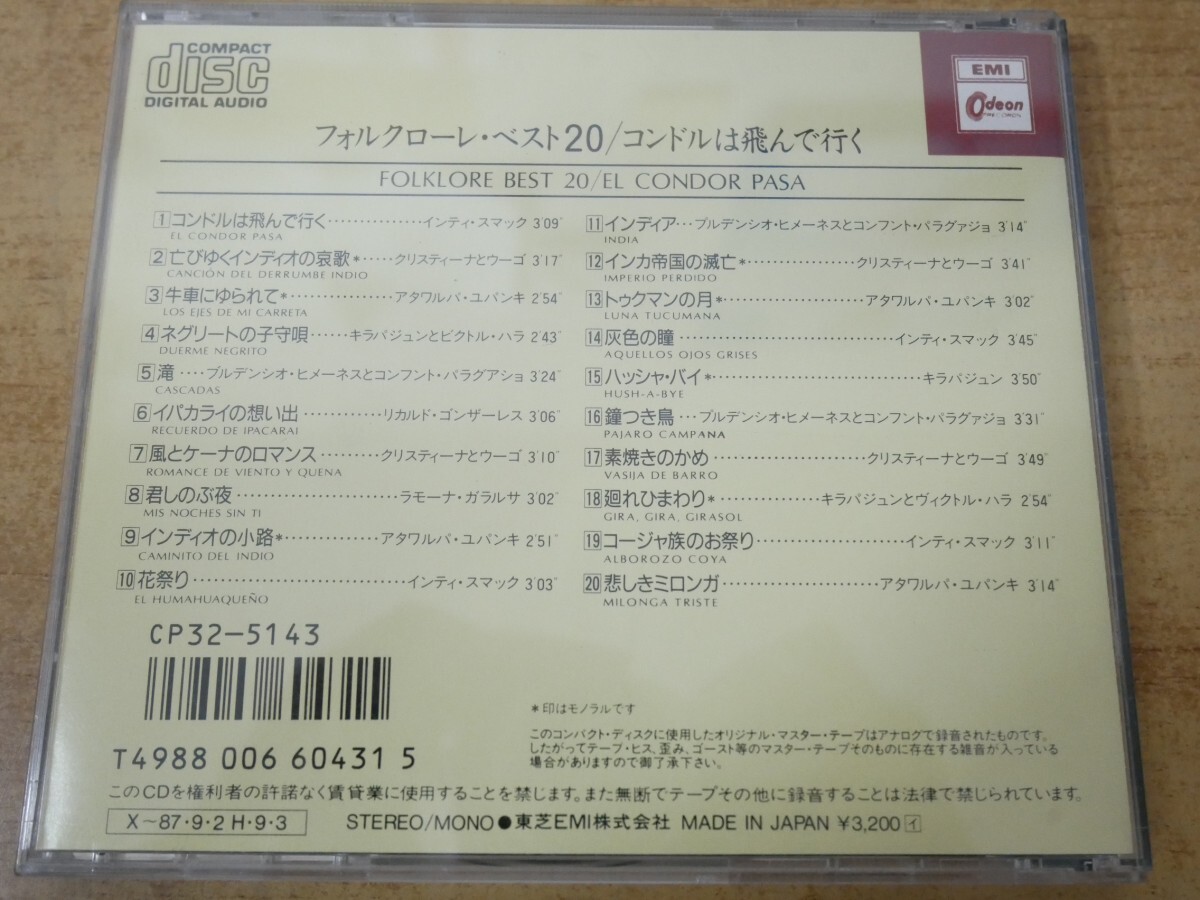 COMPACT
disc
DIGITAL AUDIO
EMI
Odeon
フォルクローレ・ベスト20/コンドルは飛んで行く
FOLKLORE BEST 20/EL CONDOR PASA
1 コンドルは飛んで行く……………インティ・スマック 3'09"
EL CONDOR PASA
2 亡びゆくインディオの哀歌*……クリスティーナとウーゴ 3'17"
CANCIÓN DEL DERRUMBE INDIO
3 牛車にゆられて*……………アタワルパ・ユパンキ 2'54"
LOS EJES DE MI CARRETA
4 ネグリートの子守唄……キラパジュンとビクトル・ハラ 2'43"
DUERME NEGRITO
5 滝……プルデンシオ・ヒメーネスとコンフント・パラグアショ 3'24"
CASCADAS
6 イパカライの想い出…………リカルド・ゴンザーレス 3'06"
RECUERDO DE IPACARAI
7 風とケーナのロマンス………クリスティーナとウーゴ 3'10"
ROMANCE DE VIENTO Y QUENA
8 君しのぶ夜……………………ラモーナ・ガラルサ 3'02"
MIS NOCHES SIN TI
9 インディオの小路*……………アタワルパ・ユパンキ 2'51"
CAMINITO DEL INDIO
10 花祭り……………………………インティ・スマック 3'03"
EL HUMAHUAQUEÑO
11 インディア…プルデンシオ・ヒメーネスとコンフント・パラグァジョ 3'14"
INDIA
12 インカ帝国の滅亡*……………クリスティーナとウーゴ 3'41"
IMPERIO PERDIDO
13 トゥクマンの月*…………………アタワルパ・ユパンキ 3'02"
LUNA TUCUMANA
14 灰色の瞳……………………………インティ・スマック 3'45"
AQUELLOS OJOS GRISES
15 ハッシャ・バイ*……………………………キラパジュン 3'50"
HUSH-A-BYE
16 鐘つき鳥…プルデンシオ・ヒメーネスとコンフント・パラグァジョ 3'31"
PAJARO CAMPANA
17 素焼きのかめ……………………クリスティーナとウーゴ 3'49"
VASIJA DE BARRO
18 廻れひまわり*……………キラパジュンとヴィクトル・ハラ 2'54"
GIRA, GIRA, GIRASOL
19 コージャ族のお祭り……………………インティ・スマック 3'11"
ALBOROZO COYA
20 悲しきミロンガ……………………アタワルパ・ユパンキ 3'14"
MILONGA TRISTE
CP32-5143
T4988 006 60431 5
*印はモノラルです
このコンパクト・ディスクに使用したオリジナル・マスター・テープはアナログで録音されたものです。
したがってテープ・ヒス、歪み、ゴースト等のマスター・テープそのものに存在する雑音が入っている
場合がありますので御了承下さい。
このCDを権利者の許諾なく賃貸業に使用することを禁じます。また無断でテープその他に録音することは法律で禁じられています。
X〜87・9・2 H・9・3
STEREO/MONO●東芝EMI株式会社 MADE IN JAPAN ¥3,200 イ